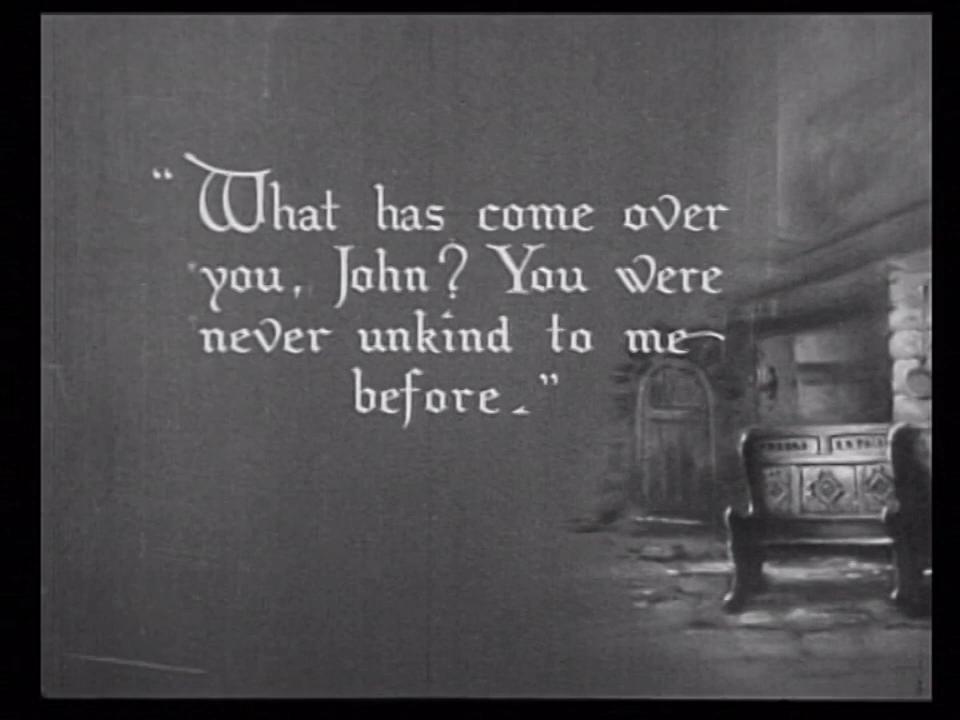 “What has come over
you, John? You were
never unkind to me
before.”